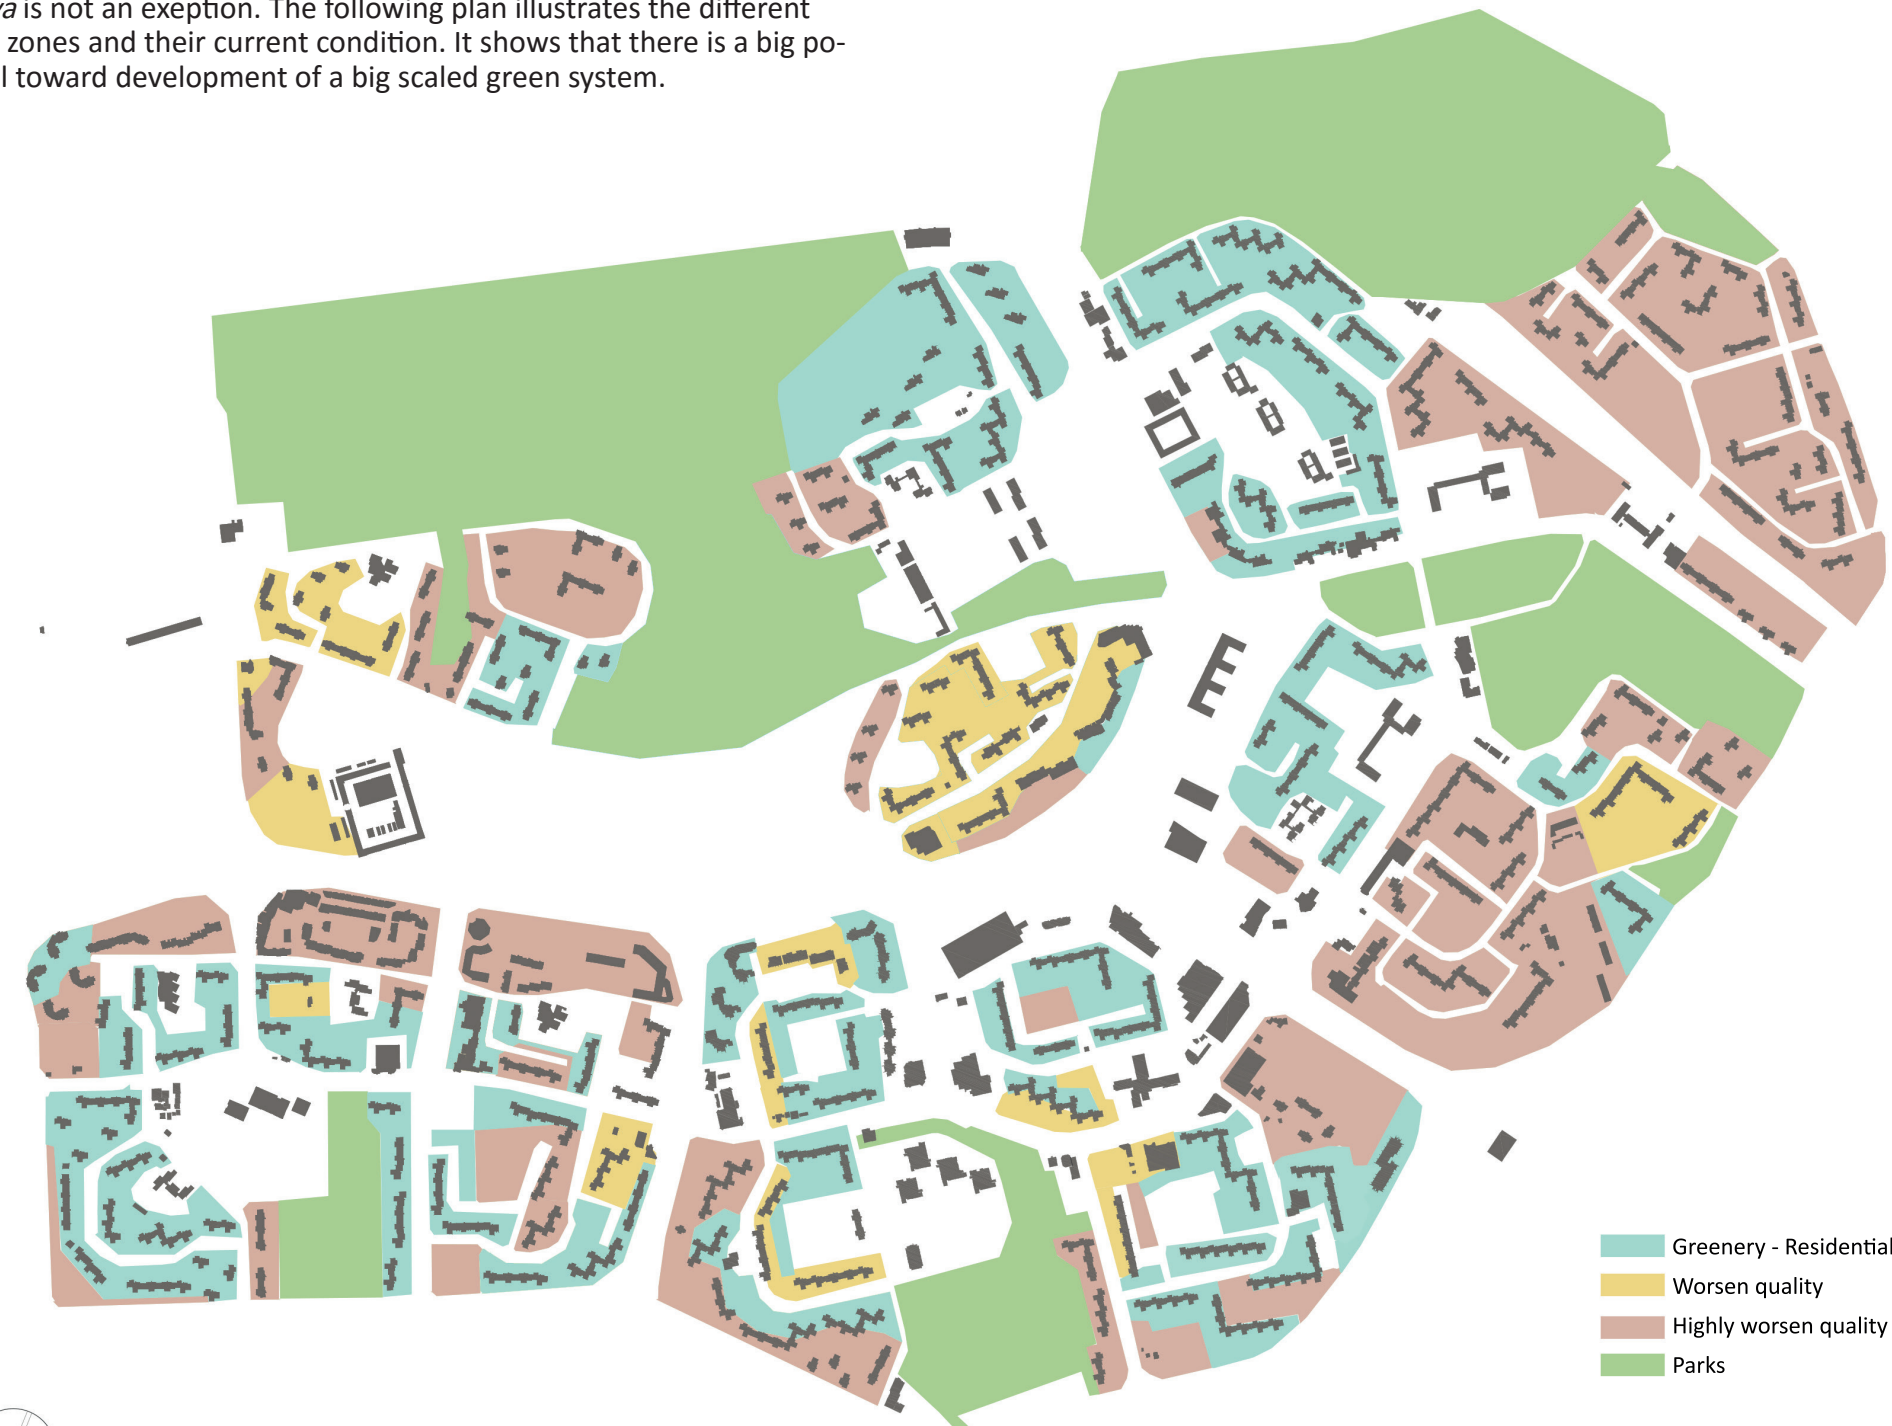 ya is not an exeption. The following plan illustrates the different
zones and their current condition. It shows that there is a big po-
l toward development of a big scaled green system.
Greenery - Residential
Worsen quality
Highly worsen quality
Parks